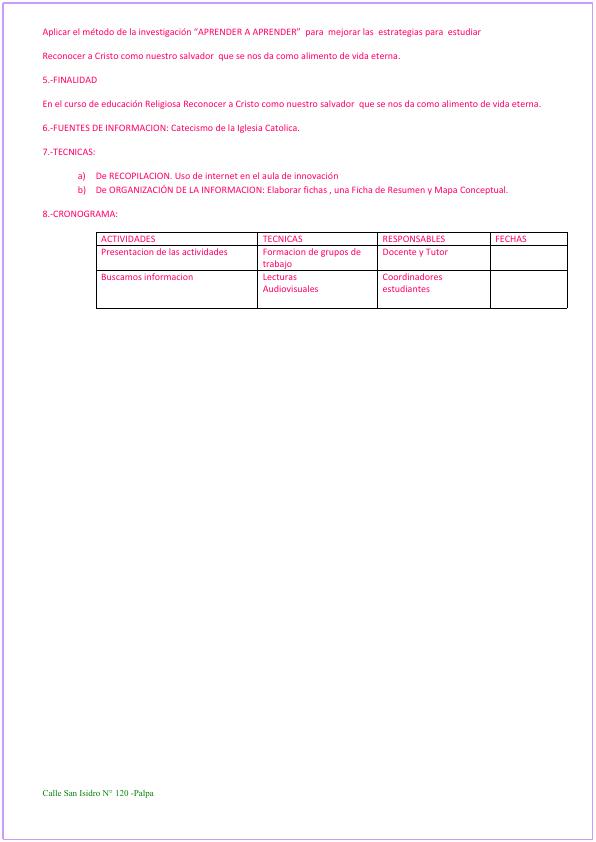 Aplicar el método de la investigación “APRENDER A APRENDER” para mejorar las estrategias para estudiar
Reconocer a Cristo como nuestro salvador que se nos da como alimento de vida eterna.
5.-FINALIDAD
En el curso de educación Religiosa Reconocer a Cristo como nuestro salvador que se nos da como alimento de vida eterna.
6.-FUENTES DE INFORMACION: Catecismo de la Iglesia Catolica.
7.-TECNICAS:
a) De RECOPILACION. Uso de internet en el aula de innovación
b) De ORGANIZACIÓN DE LA INFORMACION: Elaborar fichas , una Ficha de Resumen y Mapa Conceptual.
8.-CRONOGRAMA:
ACTIVIDADES TECNICAS RESPONSABLES FECHAS
Presentacion de las actividades Formacion de grupos de Docente y Tutor
trabajo
Buscamos informacion Lecturas Coordinadores
Audiovisuales estudiantes
Calle San Isidro N° 120 -Palpa